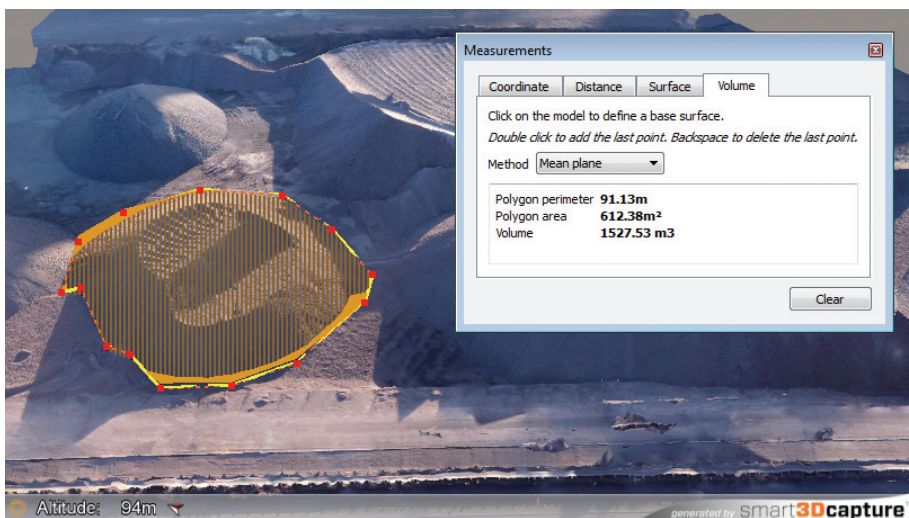 Measurements
Coordinate
Distance
Surface
Volume
Click on the model to define a base surface.
Double click to add the last point. Backspace to delete the last point.
Method Mean plane
Polygon perimeter 91.13m
Polygon area 612.38m²
Volume 1527.53 m3
Clear
Altitude: 94m
generated by smart3Dcapture